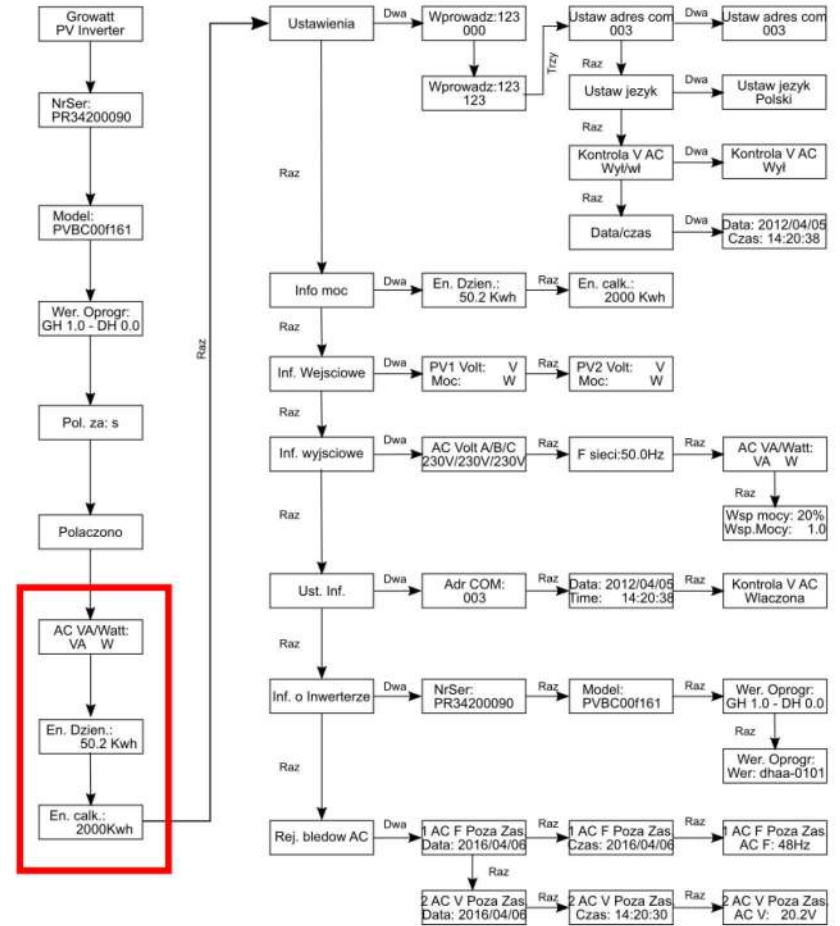 Growatt
PV Inverter
NrSer:
PR34200090
Model:
PVBC00f161
Wer. Oprogr:
GH 1.0 - DH 0.0
Pol. za: s
Polaczono
AC VA/Watt:
VA W
En. Dzien.:
50.2 Kwh
En. calk.:
2000Kwh
Raz
Ustawienia
Dwa
Wprowadz:123
000
Wprowadz:123
123
Trzy
Ustaw adres com
003
Dwa
Ustaw adres com
003
Raz
Ustaw jezyk
Dwa
Ustaw jezyk
Polski
Raz
Kontrola V AC
Wył/wł
Dwa
Kontrola V AC
Wył
Raz
Data/czas
Dwa
Data: 2012/04/05
Czas: 14:20:38
Raz
Info moc
Dwa
En. Dzien.:
50.2 Kwh
Raz
En. calk.:
2000 Kwh
Raz
Inf. Wejsciowe
Dwa
PV1 Volt: V
Moc: W
Raz
PV2 Volt: V
Moc: W
Raz
Inf. wyjsciowe
Dwa
AC Volt A/B/C
230V/230V/230V
Raz
F sieci:50.0Hz
Raz
AC VA/Watt:
VA W
Raz
Wsp mocy: 20%
Wsp.Mocy: 1.0
Raz
Ust. Inf.
Dwa
Adr COM:
003
Raz
Data: 2012/04/05
Time: 14:20:38
Raz
Kontrola V AC
Wlaczona
Raz
Inf. o Inwerterze
Dwa
NrSer:
PR34200090
Raz
Model:
PVBC00f161
Raz
Wer. Oprogr:
GH 1.0 - DH 0.0
Raz
Wer. Oprogr:
Wer: dhaa-0101
Raz
Rej. bledow AC
Dwa
1 AC F Poza Zas.
Data: 2016/04/06
Raz
1 AC F Poza Zas.
Czas: 2016/04/06
Raz
1 AC F Poza Zas.
AC F: 48Hz
Raz
2 AC V Poza Zas.
Data: 2016/04/06
Raz
2 AC V Poza Zas.
Czas: 14:20:30
Raz
2 AC V Poza Zas.
AC V: 20.2V